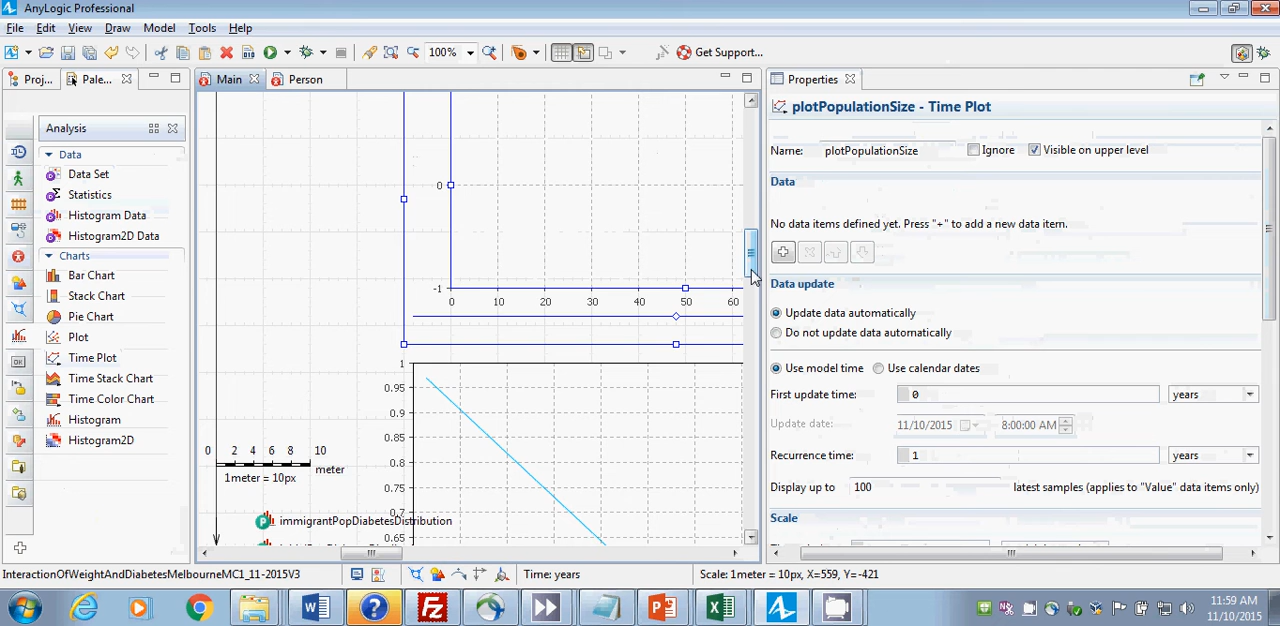 AnyLogic Professional
File Edit View Draw Model Tools Help
100% Get Support...
Proj... Pale... Main Person Properties
Analysis
Data
Data Set
Statistics
Histogram Data
Histogram2D Data
Charts
Bar Chart
Stack Chart
Pie Chart
Plot
Time Plot
Time Stack Chart
Time Color Chart
Histogram
Histogram2D
0
-1
0 10 20 30 40 50 60
1
0.95
0.9
0.85
0.8
0.75
0.7
0.65
0 2 4 6 8 10
meter
1meter = 10px
immigrantPopDiabetesDistribution
plotPopulationSize - Time Plot
Name: plotPopulationSize Ignore Visible on upper level
Data
No data items defined yet. Press "+" to add a new data item.
Data update
Update data automatically
Do not update data automatically
Use model time Use calendar dates
First update time: 0 years
Update date: 11/10/2015 8:00:00 AM
Recurrence time: 1 years
Display up to 100 latest samples (applies to "Value" data items only)
Scale
InteractionOfWeightAndDiabetesMelbourneMC1_11-2015V3 Time: years Scale: 1meter = 10px, X=559, Y=-421
11:59 AM
11/10/2015